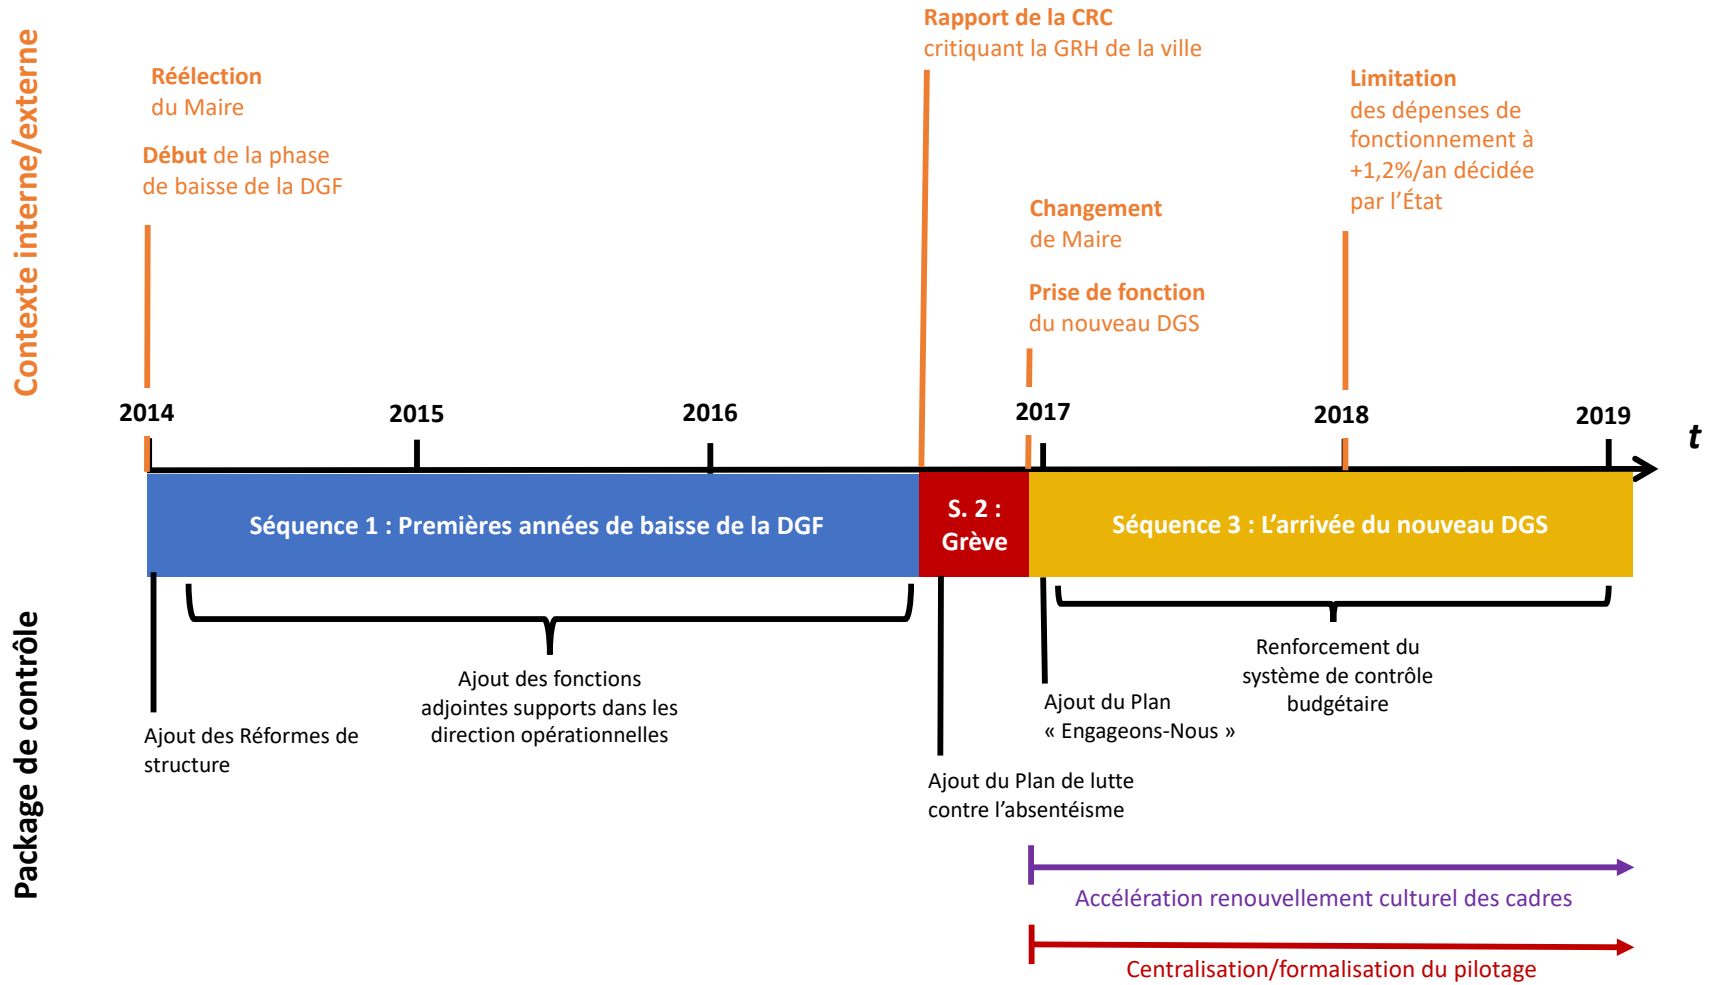 Contexte interne/externe
Réélection
du Maire
Début de la phase
de baisse de la DGF
Rapport de la CRC
critiquant la GRH de la ville
Changement
de Maire
Prise de fonction
du nouveau DGS
Limitation
des dépenses de
fonctionnement à
+1,2%/an décidée
par l’État
2014
2015
2016
2017
2018
2019
t
Séquence 1 : Premières années de baisse de la DGF
S. 2 :
Grève
Séquence 3 : L’arrivée du nouveau DGS
Package de contrôle
Ajout des Réformes de
structure
Ajout des fonctions
adjointes supports dans les
direction opérationnelles
Ajout du Plan de lutte
contre l’absentéisme
Ajout du Plan
« Engageons-Nous »
Renforcement du
système de contrôle
budgétaire
Accélération renouvellement culturel des cadres
Centralisation/formalisation du pilotage